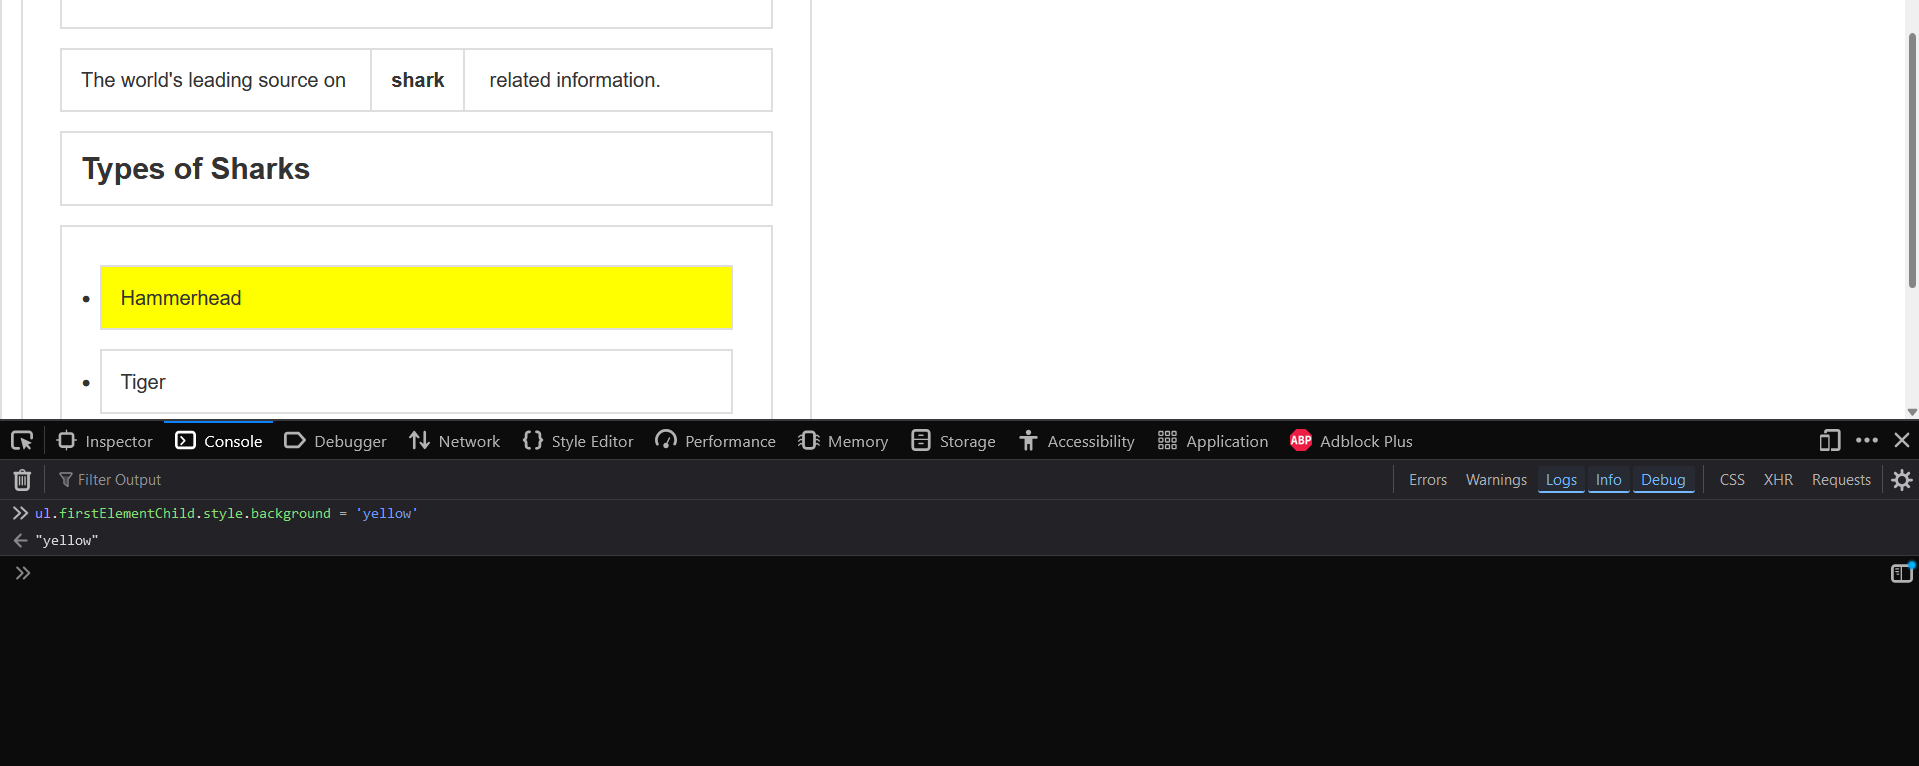 The world's leading source on shark related information.
Types of Sharks
• Hammerhead
• Tiger
Inspector Console Debugger Network Style Editor Performance Memory Storage Accessibility Application ABP Adblock Plus
Filter Output Errors Warnings Logs Info Debug CSS XHR Requests
ul.firstElementChild.style.background = 'yellow'
"yellow"